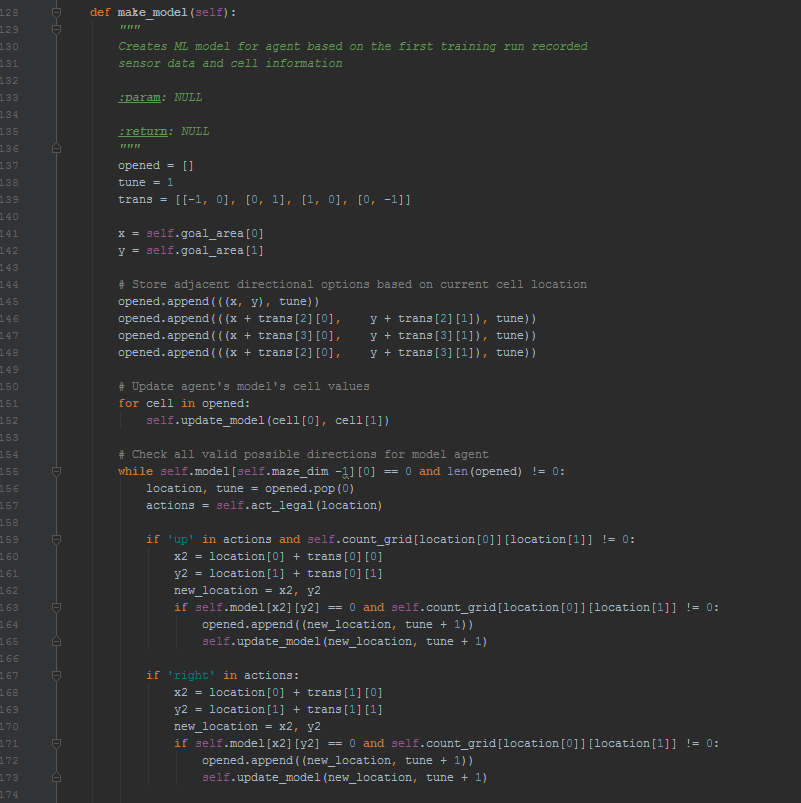 128 def make_model(self):
129 """
130 Creates ML model for agent based on the first training run recorded
131 sensor data and cell information
132
133 :param: NULL
134
135 :return: NULL
136 """
137 opened = []
138 tune = 1
139 trans = [[-1, 0], [0, 1], [1, 0], [0, -1]]
140
141 x = self.goal_area[0]
142 y = self.goal_area[1]
143
144 # Store adjacent directional options based on current cell location
145 opened.append(((x, y), tune))
146 opened.append(((x + trans[2][0],    y + trans[2][1]), tune))
147 opened.append(((x + trans[3][0],    y + trans[3][1]), tune))
148 opened.append(((x + trans[2][0],    y + trans[3][1]), tune))
149
150 # Update agent's model's cell values
151 for cell in opened:
152 self.update_model(cell[0], cell[1])
153
154 # Check all valid possible directions for model agent
155 while self.model[self.maze_dim -1][0] == 0 and len(opened) != 0:
156 location, tune = opened.pop(0)
157 actions = self.act_legal(location)
158
159 if 'up' in actions and self.count_grid[location[0]][location[1]] != 0:
160 x2 = location[0] + trans[0][0]
161 y2 = location[1] + trans[0][1]
162 new_location = x2, y2
163 if self.model[x2][y2] == 0 and self.count_grid[location[0]][location[1]] != 0:
164 opened.append((new_location, tune + 1))
165 self.update_model(new_location, tune + 1)
166
167 if 'right' in actions:
168 x2 = location[0] + trans[1][0]
169 y2 = location[1] + trans[1][1]
170 new_location = x2, y2
171 if self.model[x2][y2] == 0 and self.count_grid[location[0]][location[1]] != 0:
172 opened.append((new_location, tune + 1))
173 self.update_model(new_location, tune + 1)
174